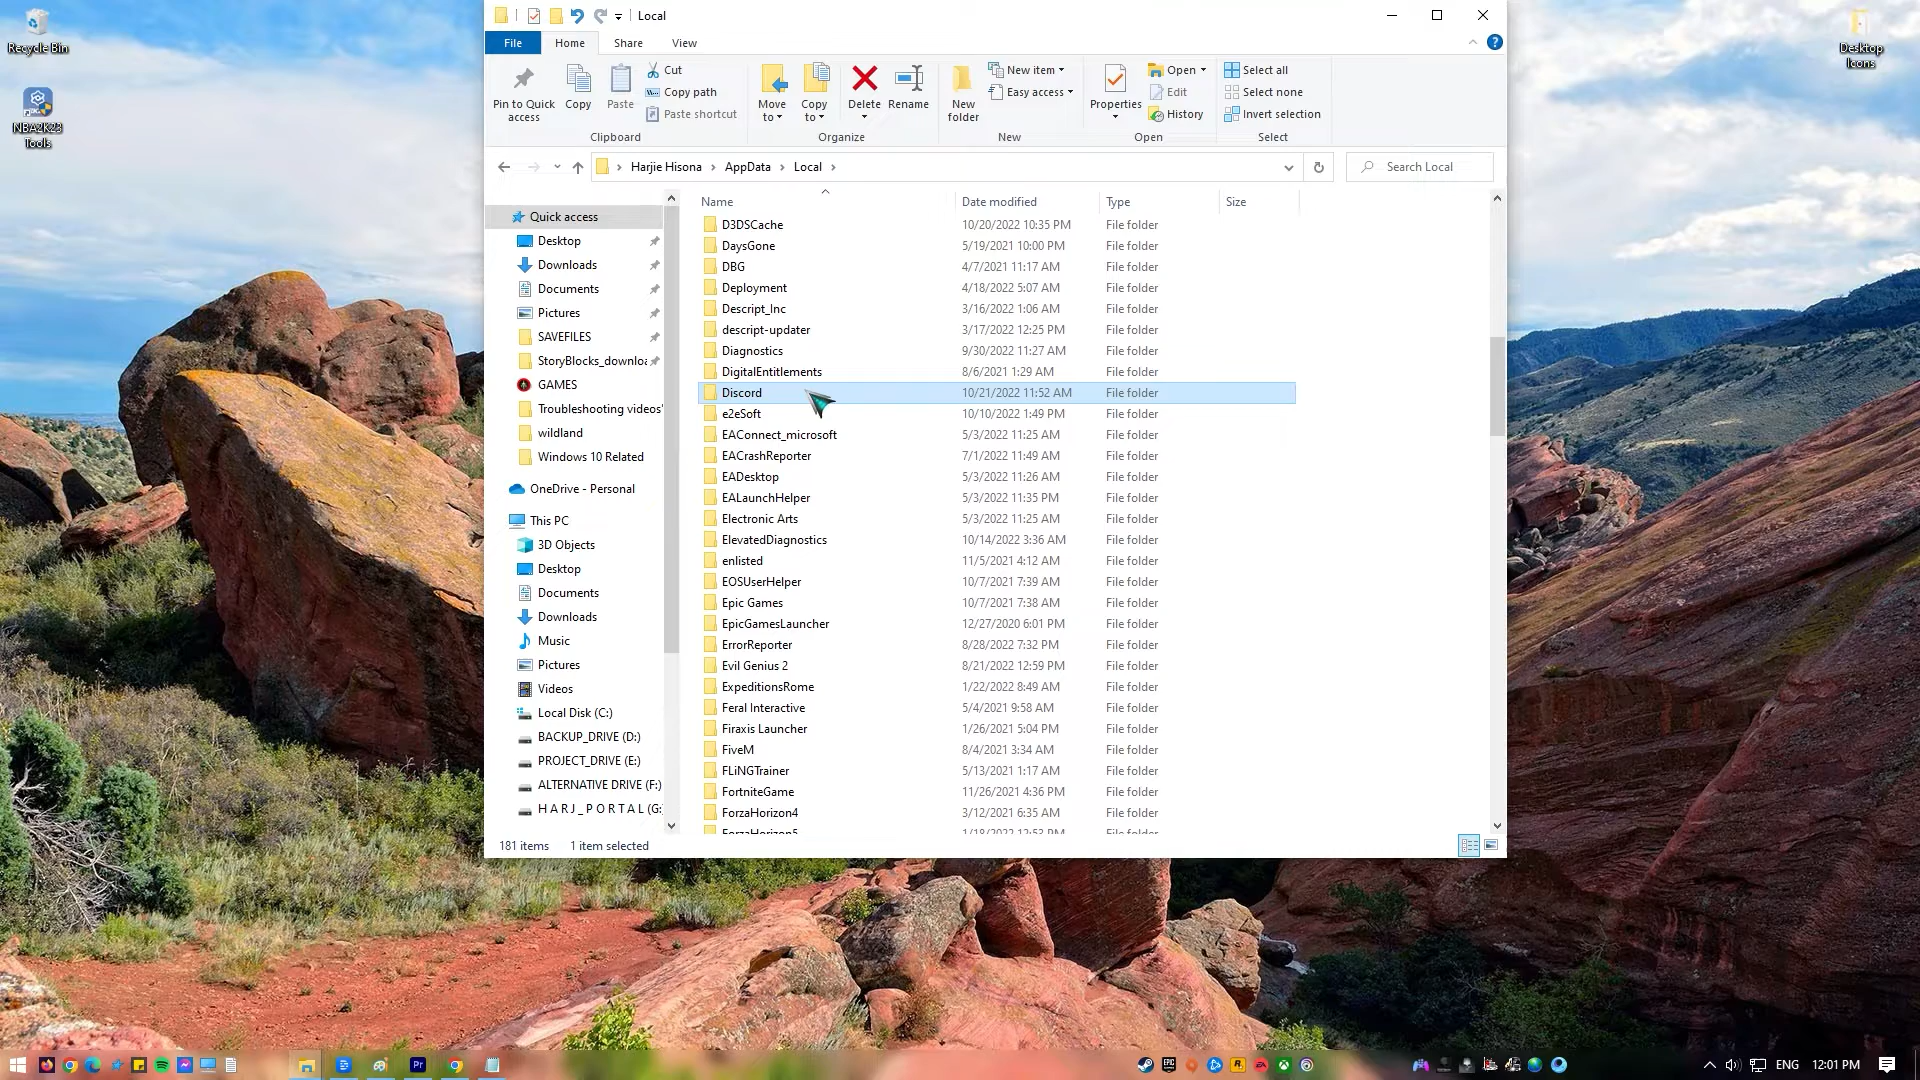 Recycle Bin
NBA2K23
Tools
Desktop
Icons
Local
File
Home
Share
View
Pin to Quick
access
Copy
Paste
Cut
Copy path
Paste shortcut
Clipboard
Move
to
Copy
to
Delete
Rename
Organize
New
folder
New item
Easy access
New
Properties
Open
Edit
History
Open
Select all
Select none
Invert selection
Select
Harjie Hisona
AppData
Local
Search Local
Quick access
Desktop
Downloads
Documents
Pictures
SAVEFILES
StoryBlocks_downloa
GAMES
Troubleshooting videos'
wildland
Windows 10 Related
OneDrive - Personal
This PC
3D Objects
Desktop
Documents
Downloads
Music
Pictures
Videos
Local Disk (C:)
BACKUP_DRIVE (D:)
PROJECT_DRIVE (E:)
ALTERNATIVE DRIVE (F:)
H A R J _ P O R T A L (G:
Name Date modified Type Size
D3DSCache 10/20/2022 10:35 PM File folder
DaysGone 5/19/2021 10:00 PM File folder
DBG 4/7/2021 11:17 AM File folder
Deployment 4/18/2022 5:07 AM File folder
Descript_Inc 3/16/2022 1:06 AM File folder
descript-updater 3/17/2022 12:25 PM File folder
Diagnostics 9/30/2022 11:27 AM File folder
DigitalEntitlements 8/6/2021 1:29 AM File folder
Discord 10/21/2022 11:52 AM File folder
e2eSoft 10/10/2022 1:49 PM File folder
EAConnect_microsoft 5/3/2022 11:25 AM File folder
EACrashReporter 7/1/2022 11:49 AM File folder
EADesktop 5/3/2022 11:26 AM File folder
EALaunchHelper 5/3/2022 11:35 PM File folder
Electronic Arts 5/3/2022 11:25 AM File folder
ElevatedDiagnostics 10/14/2022 3:36 AM File folder
enlisted 11/5/2021 4:12 AM File folder
EOSUserHelper 10/7/2021 7:39 AM File folder
Epic Games 10/7/2021 7:38 AM File folder
EpicGamesLauncher 12/27/2020 6:01 PM File folder
ErrorReporter 8/28/2022 7:32 PM File folder
Evil Genius 2 8/21/2022 12:59 PM File folder
ExpeditionsRome 1/22/2022 8:49 AM File folder
Feral Interactive 5/4/2021 9:58 AM File folder
Firaxis Launcher 1/26/2021 5:04 PM File folder
FiveM 8/4/2021 3:34 AM File folder
FLiNGTrainer 5/13/2021 1:17 AM File folder
FortniteGame 11/26/2021 4:36 PM File folder
ForzaHorizon4 3/12/2021 6:35 AM File folder
ForzaHorizon5 1/18/2022 12:53 PM File folder
181 items 1 item selected
Pr
ENG 12:01 PM